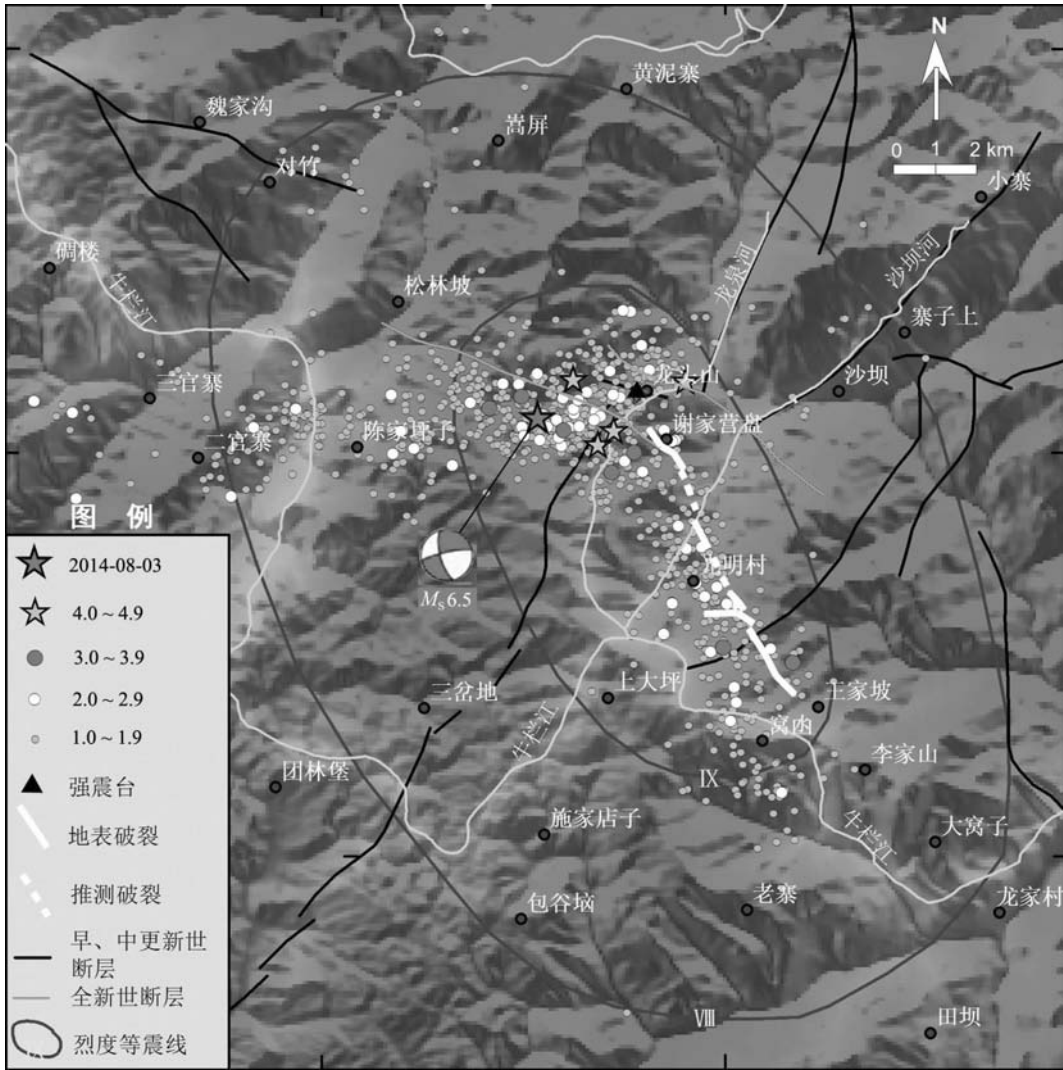 N
0 1 2 km
黄泥寨
魏家沟
嵩屏
对竹
小寨
碉楼
牛栏江
松林坡
龙泉河
沙坝河
寨子上
三官寨
龙头山
沙坝
二官寨
陈家坪子
谢家营盘
光明村
Ms6.5
三岔地
上大坪
牛栏江
王家坡
窝凼
李家山
团林堡
Ⅸ
施家店子
牛栏江
大窝子
包谷垴
老寨
龙家村
Ⅷ
田坝
图 例
2014-08-03
4.0~4.9
3.0~3.9
2.0~2.9
1.0~1.9
强震台
地表破裂
推测破裂
早、中更新世
断层
全新世断层
烈度等震线